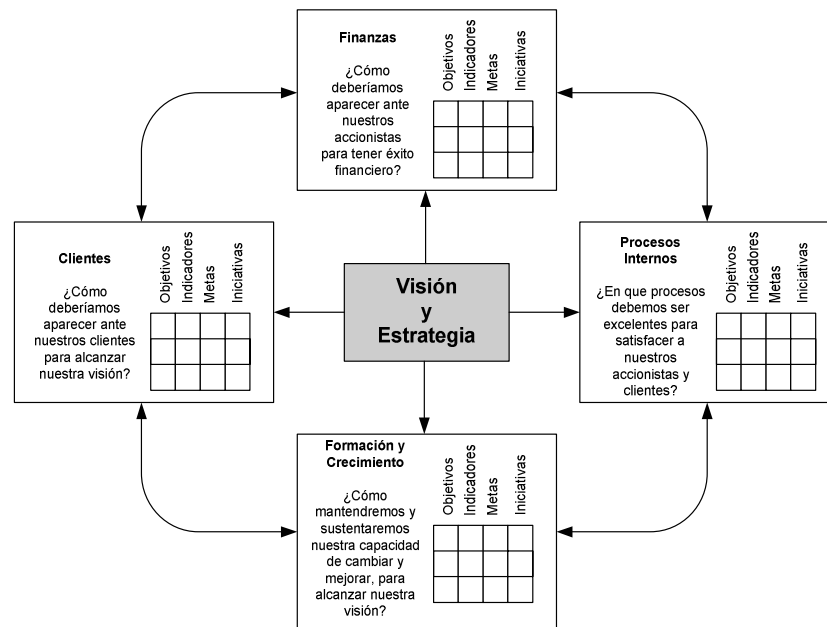 Finanzas
¿Cómo
deberíamos
aparecer ante
nuestros
accionistas
para tener éxito
financiero?
Objetivos
Indicadores
Metas
Iniciativas
Clientes
¿Cómo
deberíamos
aparecer ante
nuestros clientes
para alcanzar
nuestra visión?
Objetivos
Indicadores
Metas
Iniciativas
Visión
y
Estrategia
Procesos
Internos
¿En que procesos
debemos ser
excelentes para
satisfacer a
nuestros
accionistas y
clientes?
Objetivos
Indicadores
Metas
Iniciativas
Formación y
Crecimiento
¿Cómo
mantendremos y
sustentaremos
nuestra capacidad
de cambiar y
mejorar, para
alcanzar nuestra
visión?
Objetivos
Indicadores
Metas
Iniciativas